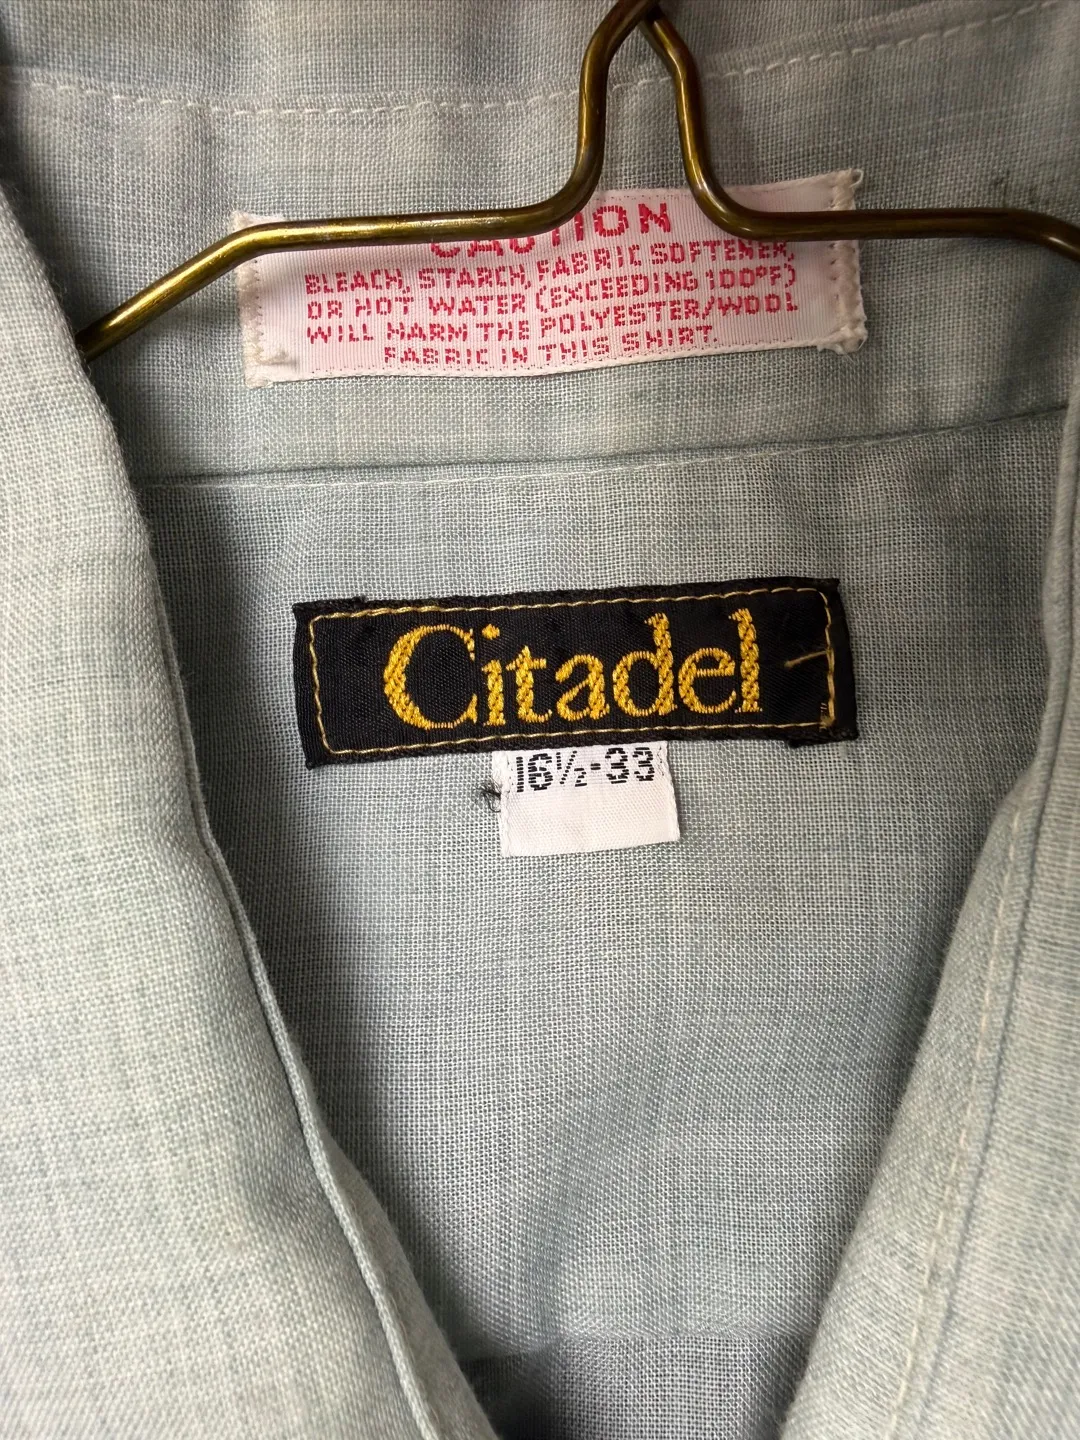 CAUTION
BLEACH, STARCH, FABRIC SOFTENER,
OR HOT WATER (EXCEEDING 100°F)
WILL HARM THE POLYESTER/WOOL
FABRIC IN THIS SHIRT.
Citadel
16½-33